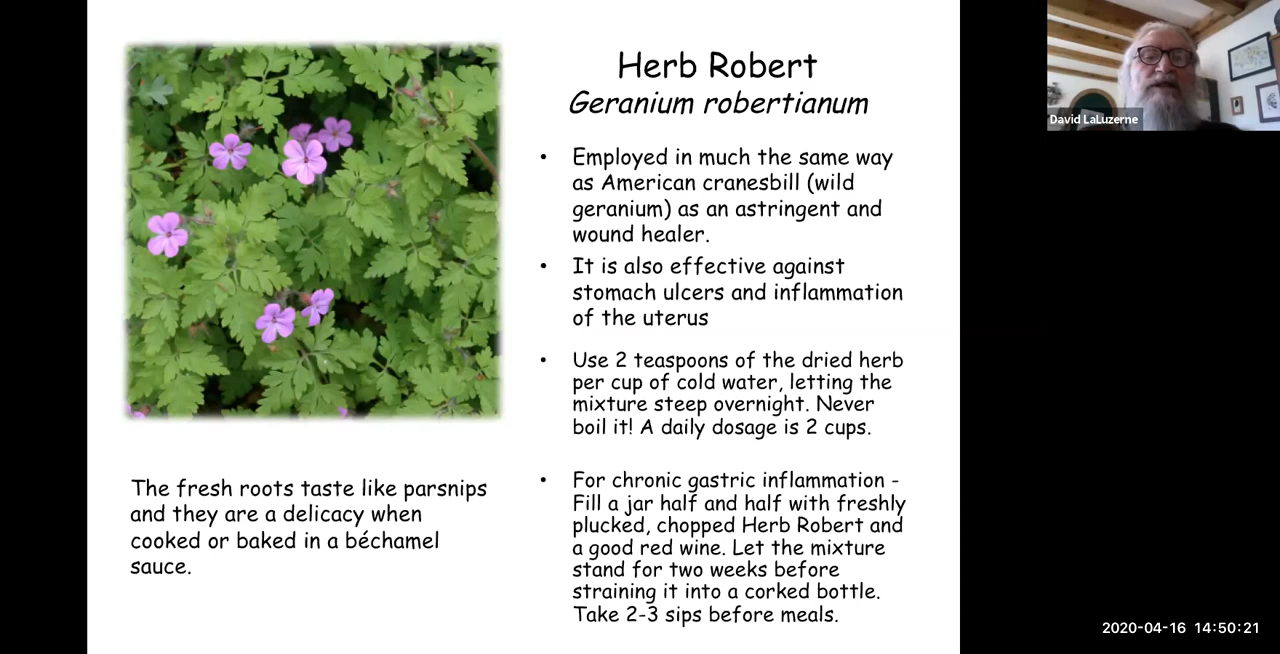 Herb Robert
Geranium robertianum
• Employed in much the same way
as American cranesbill (wild
geranium) as an astringent and
wound healer.
• It is also effective against
stomach ulcers and inflammation
of the uterus
• Use 2 teaspoons of the dried herb
per cup of cold water, letting the
mixture steep overnight. Never
boil it! A daily dosage is 2 cups.
• For chronic gastric inflammation -
Fill a jar half and half with freshly
plucked, chopped Herb Robert and
a good red wine. Let the mixture
stand for two weeks before
straining it into a corked bottle.
Take 2-3 sips before meals.
The fresh roots taste like parsnips
and they are a delicacy when
cooked or baked in a béchamel
sauce.
David LaLuzerne
2020-04-16 14:50:21